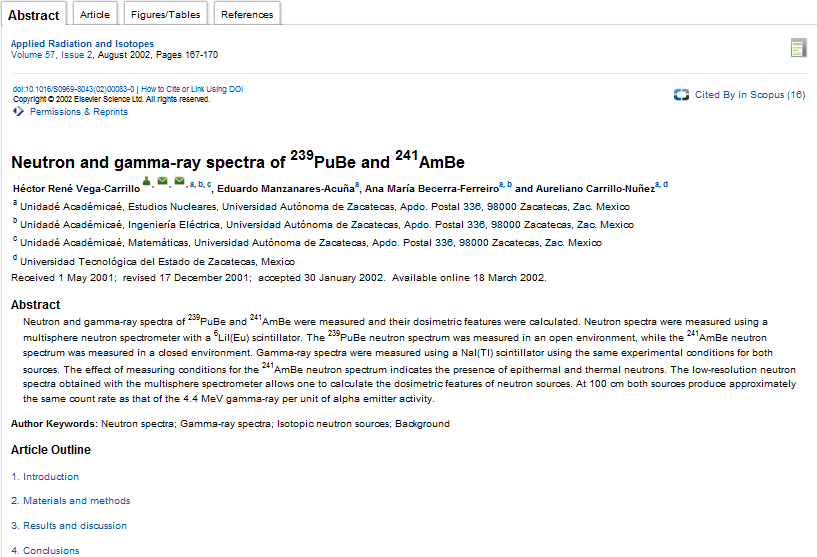 Abstract
Article
Figures/Tables
References
Applied Radiation and Isotopes
Volume 57, Issue 2, August 2002, Pages 167-170
doi:10.1016/S0969-8043(02)00083-0 | How to Cite or Link Using DOI
Copyright © 2002 Elsevier Science Ltd. All rights reserved.
Cited By in Scopus (16)
Permissions & Reprints
Neutron and gamma-ray spectra of 239PuBe and 241AmBe
Héctor René Vega-Carrillo , , , a, b, c, Eduardo Manzanares-Acuñaa, Ana María Becerra-Ferreiroa, b and Aureliano Carrillo-Nuñeza, d
a Unidadé Académicaé, Estudios Nucleares, Universidad Autónoma de Zacatecas, Apdo. Postal 336, 98000 Zacatecas, Zac. Mexico
b Unidadé Académicaé, Ingeniería Eléctrica, Universidad Autónoma de Zacatecas, Apdo. Postal 336, 98000 Zacatecas, Zac. Mexico
c Unidadé Académicaé, Matemáticas, Universidad Autónoma de Zacatecas, Apdo. Postal 336, 98000 Zacatecas, Zac. Mexico
d Universidad Tecnológica del Estado de Zacatecas, Mexico
Received 1 May 2001; revised 17 December 2001; accepted 30 January 2002. Available online 18 March 2002.
Abstract
Neutron and gamma-ray spectra of 239PuBe and 241AmBe were measured and their dosimetric features were calculated. Neutron spectra were measured using a
multisphere neutron spectrometer with a 6LiI(Eu) scintillator. The 239PuBe neutron spectrum was measured in an open environment, while the 241AmBe neutron
spectrum was measured in a closed environment. Gamma-ray spectra were measured using a NaI(Tl) scintillator using the same experimental conditions for both
sources. The effect of measuring conditions for the 241AmBe neutron spectrum indicates the presence of epithermal and thermal neutrons. The low-resolution neutron
spectra obtained with the multisphere spectrometer allows one to calculate the dosimetric features of neutron sources. At 100 cm both sources produce approximately
the same count rate as that of the 4.4 MeV gamma-ray per unit of alpha emitter activity.
Author Keywords: Neutron spectra; Gamma-ray spectra; Isotopic neutron sources; Background
Article Outline
1. Introduction
2. Materials and methods
3. Results and discussion
4. Conclusions